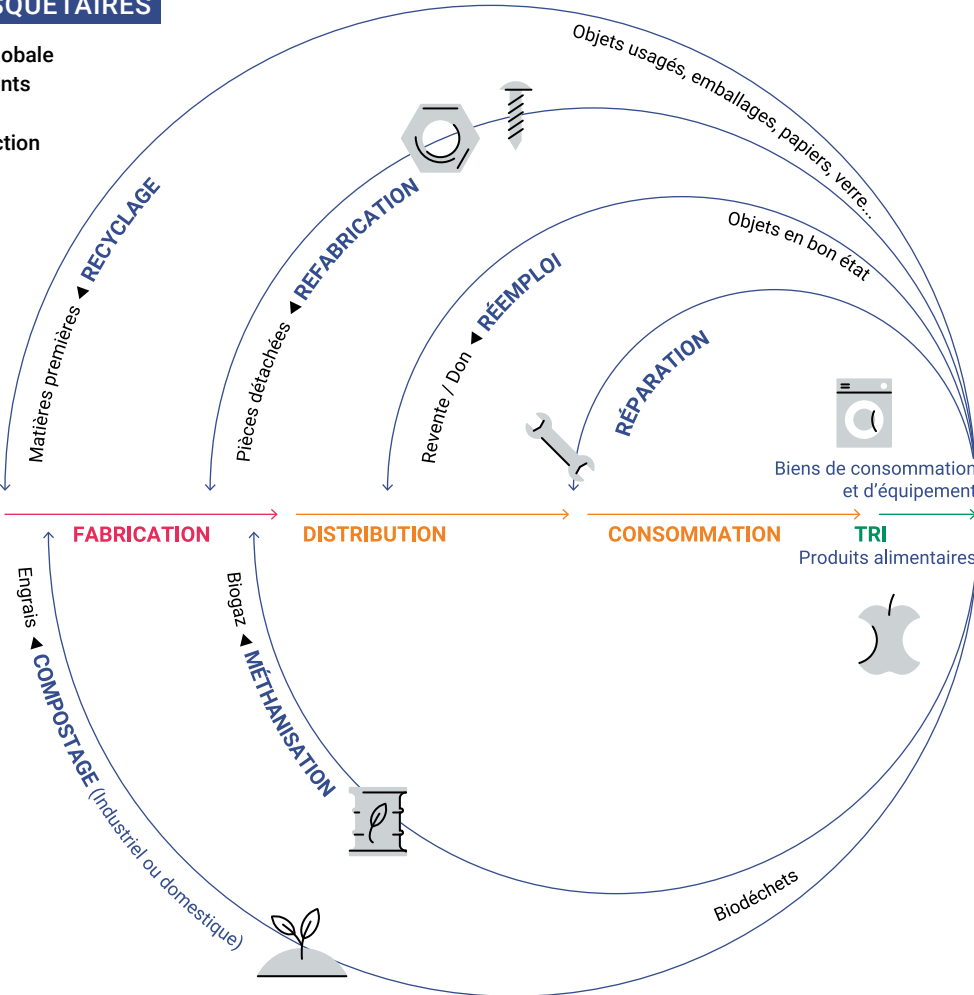 SQUETAIRES
obale
nts
ction
Objets usagés, emballages, papiers, verre...
Objets en bon état
Matières premières ◀ RECYCLAGE
Pièces détachées ◀ REFABRICATION
Revente / Don ◀ RÉEMPLOI
RÉPARATION
Biens de consommation
et d'équipement
FABRICATION
DISTRIBUTION
CONSOMMATION
TRI
Produits alimentaires
Engrais ◀ COMPOSTAGE (Industriel ou domestique)
Biogaz ◀ MÉTHANISATION
Biodéchets